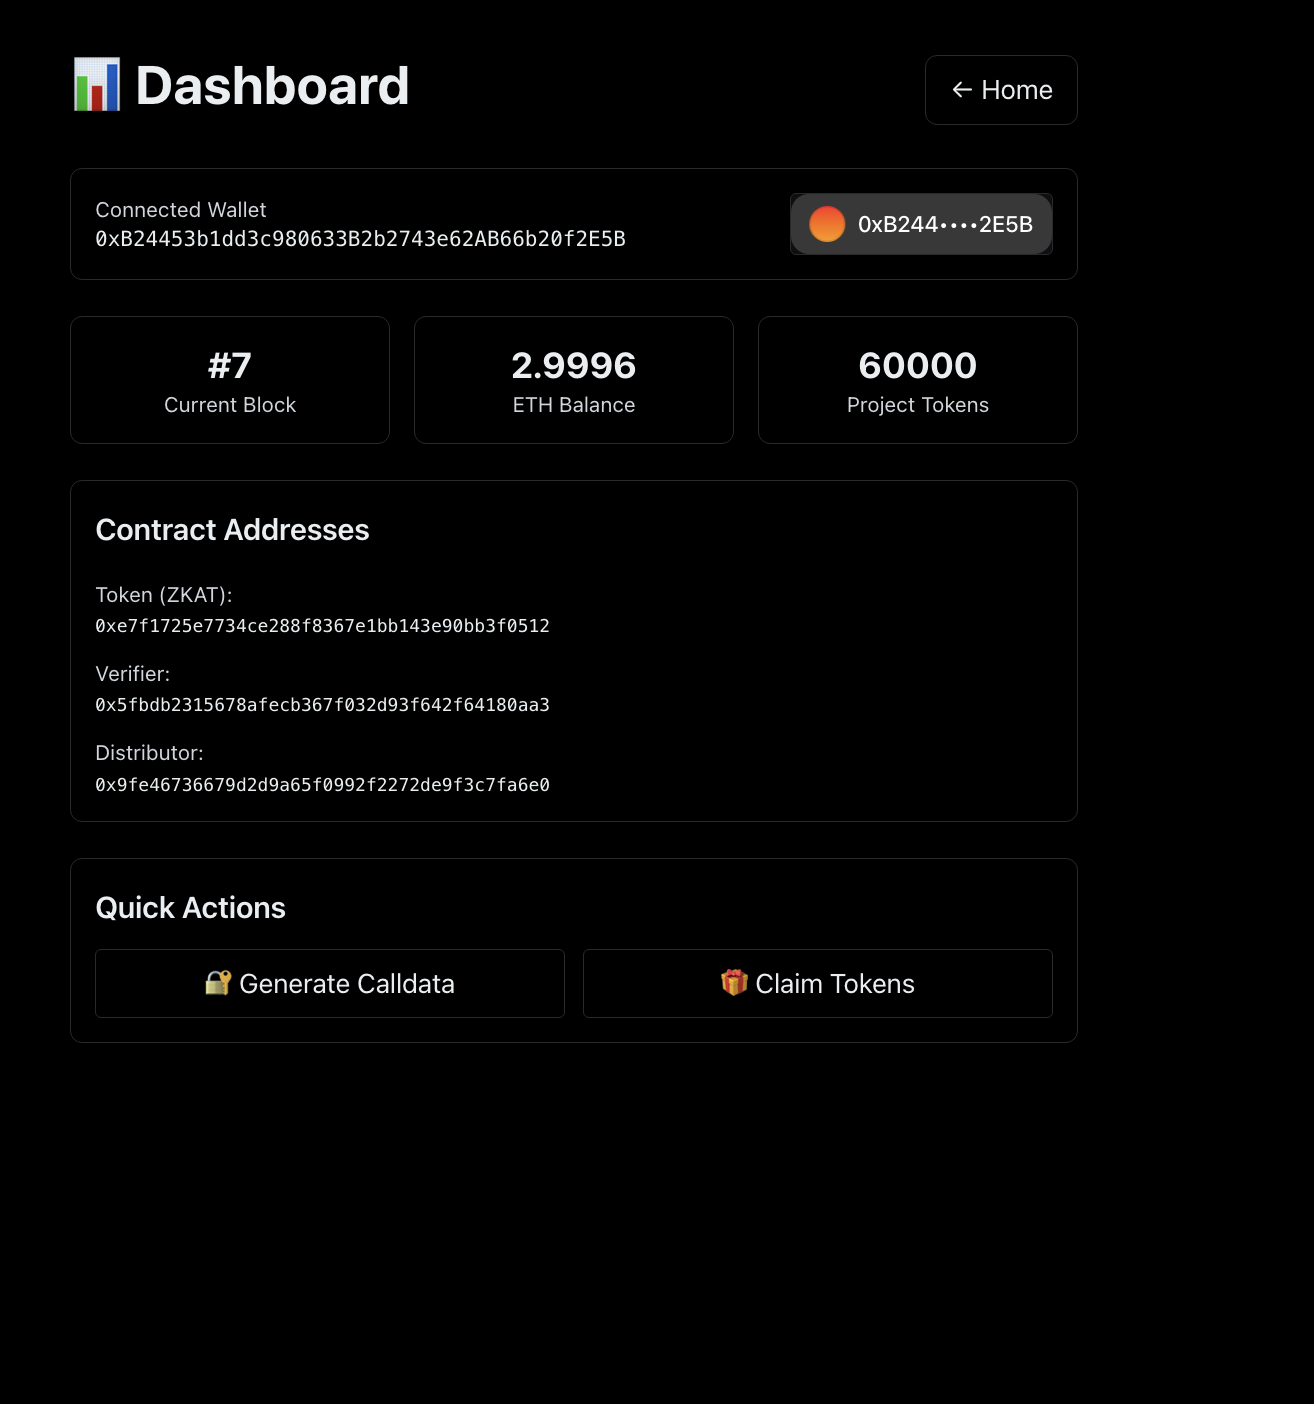 📊 Dashboard
← Home
Connected Wallet
0xB24453b1dd3c980633B2b2743e62AB66b20f2E5B
0xB244••••2E5B
#7
Current Block
2.9996
ETH Balance
60000
Project Tokens
Contract Addresses
Token (ZKAT):
0xe7f1725e7734ce288f8367e1bb143e90bb3f0512
Verifier:
0x5fbdb2315678afecb367f032d93f642f64180aa3
Distributor:
0x9fe46736679d2d9a65f0992f2272de9f3c7fa6e0
Quick Actions
🔐 Generate Calldata
🎁 Claim Tokens